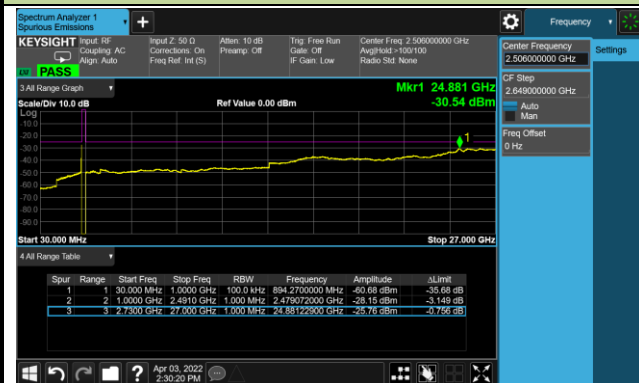 Spectrum Analyzer 1
Spurious Emissions
Frequency
KEYSIGHT Input: RF
Coupling: AC
Align: Auto
Input Z: 50 Ω
Corrections: On
Freq Ref: Int (S)
Atten: 10 dB
Preamp: Off
Trig: Free Run
Gate: Off
IF Gain: Low
Center Freq: 2.506000000 GHz
Avg|Hold:>100/100
Radio Std: None
PASS
Center Frequency
2.506000000 GHz
Settings
CF Step
2.649000000 GHz
Auto
Man
Freq Offset
0 Hz
3 All Range Graph
Mkr1 24.881 GHz
Scale/Div 10.0 dB Ref Value 0.00 dBm -30.54 dBm
Log
-10.0
-20.0
-30.0
-40.0
-50.0
-60.0
-70.0
-80.0
-90.0
1
Start 30.000 MHz Stop 27.000 GHz
4 All Range Table
Spur Range Start Freq Stop Freq RBW Frequency Amplitude ΔLimit
1 1 30.000 MHz 1.0000 GHz 100.0 kHz 894.2700000 MHz -60.68 dBm -35.68 dB
2 2 1.0000 GHz 2.4910 GHz 1.000 MHz 2.479072000 GHz -28.15 dBm -3.149 dB
3 3 2.7300 GHz 27.000 GHz 1.000 MHz 24.88122900 GHz -25.76 dBm -0.756 dB
?
Apr 03, 2022
2:30:20 PM